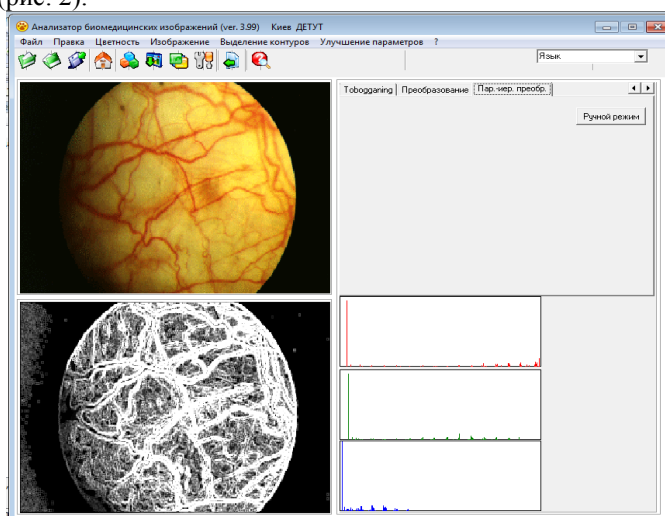 (рис. 2).
Анализатор биомедицинских изображений (ver. 3.99) Киев ДЕТУТ
Файл Правка Цветность Изображение Выделение контуров Улучшение параметров ?
Язык
Tobogganing Преобразование Пар.-иер. преобр.
Ручной режим